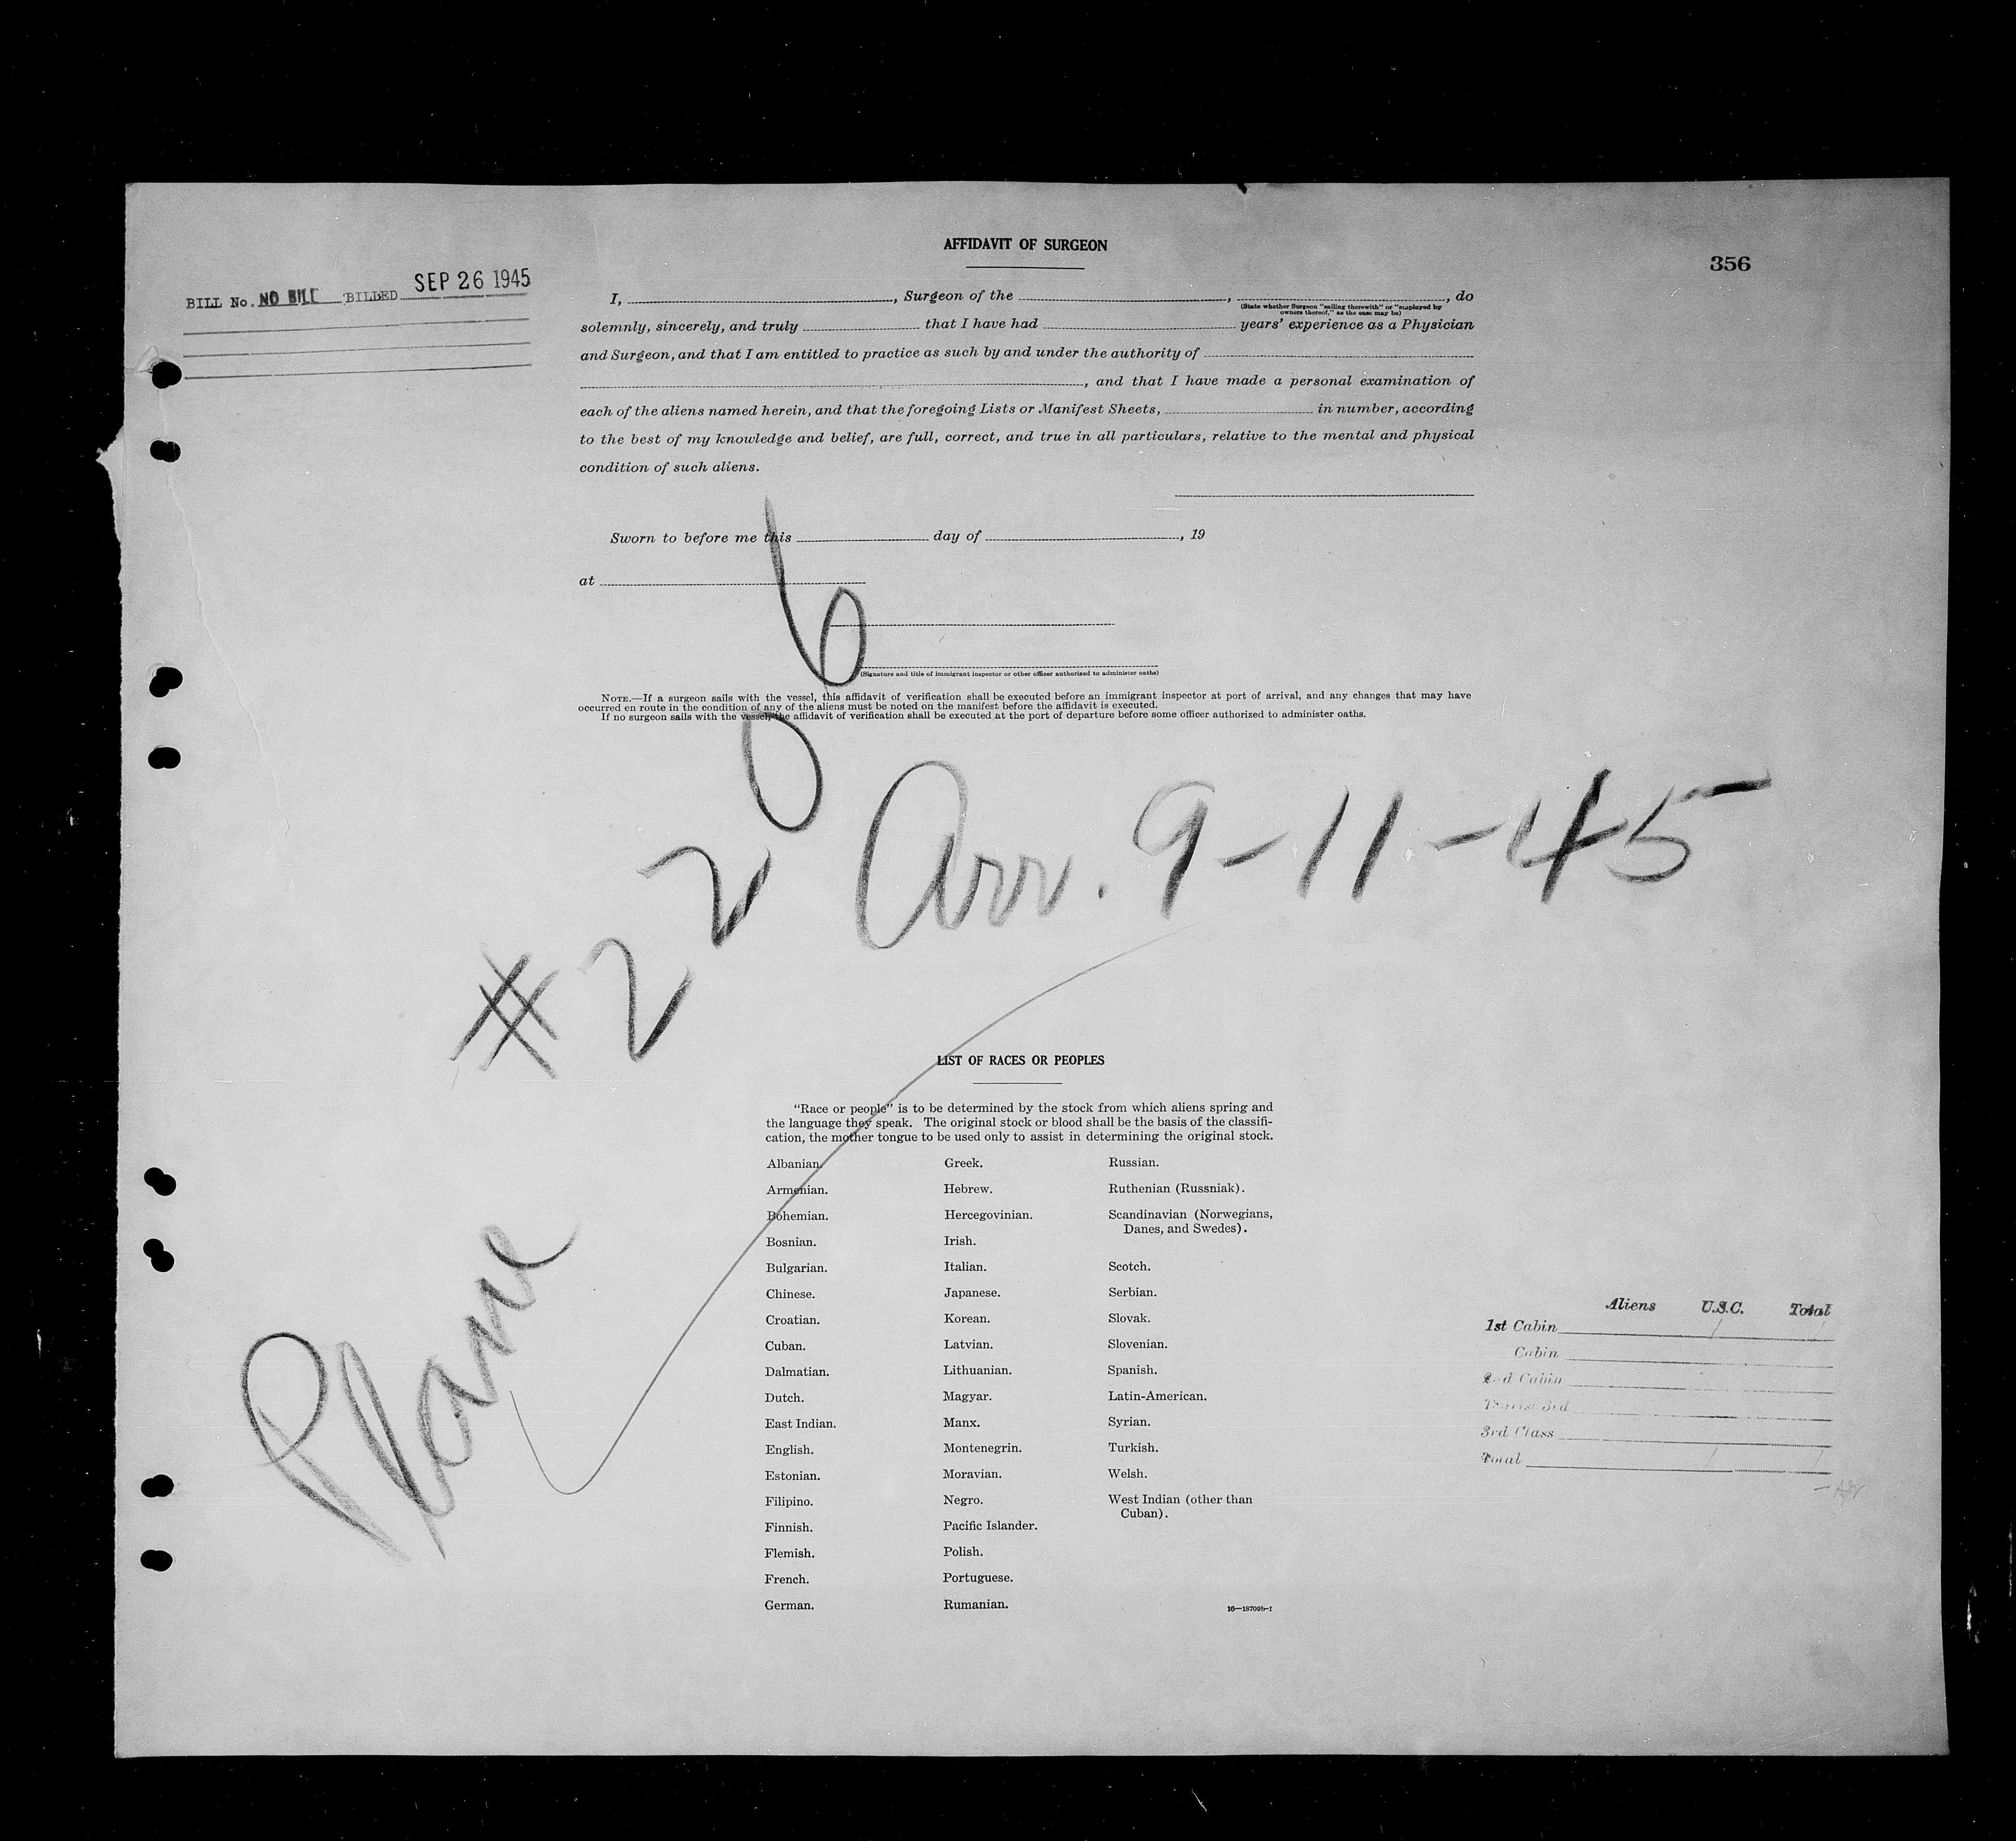 AFFIDAVIT OF SURGEON
356
BILL No. NO BILL BILLED SEP 26 1945
I, , Surgeon of the , , do
(State whether Surgeon "sailing therewith" or "employed by
owners thereof," as the case may be)
solemnly, sincerely, and truly that I have had years' experience as a Physician
and Surgeon, and that I am entitled to practice as such by and under the authority of
, and that I have made a personal examination of
each of the aliens named herein, and that the foregoing Lists or Manifest Sheets, in number, according
to the best of my knowledge and belief, are full, correct, and true in all particulars, relative to the mental and physical
condition of such aliens.
Sworn to before me this day of , 19
at
(Signature and title of immigrant inspector or other officer authorized to administer oaths)
NOTE.—If a surgeon sails with the vessel, this affidavit of verification shall be executed before an immigrant inspector at port of arrival, and any changes that may have
occurred en route in the condition of any of the aliens must be noted on the manifest before the affidavit is executed.
If no surgeon sails with the vessel, the affidavit of verification shall be executed at the port of departure before some officer authorized to administer oaths.
Plane #2206
Arr. 9-11-45
LIST OF RACES OR PEOPLES
"Race or people" is to be determined by the stock from which aliens spring and
the language they speak. The original stock or blood shall be the basis of the classifi-
cation, the mother tongue to be used only to assist in determining the original stock.
Albanian.
Armenian.
Bohemian.
Bosnian.
Bulgarian.
Chinese.
Croatian.
Cuban.
Dalmatian.
Dutch.
East Indian.
English.
Estonian.
Filipino.
Finnish.
Flemish.
French.
German.
Greek.
Hebrew.
Hercegovinian.
Irish.
Italian.
Japanese.
Korean.
Latvian.
Lithuanian.
Magyar.
Manx.
Montenegrin.
Moravian.
Negro.
Pacific Islander.
Polish.
Portuguese.
Rumanian.
Russian.
Ruthenian (Russniak).
Scandinavian (Norwegians,
Danes, and Swedes).
Scotch.
Serbian.
Slovak.
Slovenian.
Spanish.
Latin-American.
Syrian.
Turkish.
Welsh.
West Indian (other than
Cuban).
16—18709b-1
Aliens U.S.C. Total
1st Cabin 1 1
Cabin
2nd Cabin
Tourist 3rd
3rd Class
Total 1 1